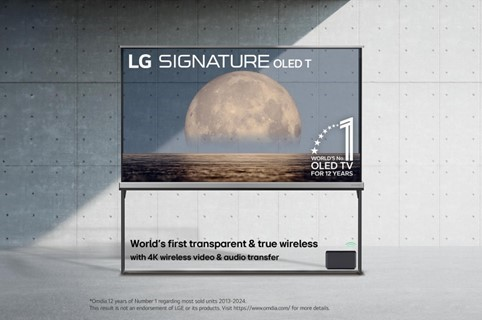 LG SIGNATURE OLED T
1
WORLD'S No.
OLED TV
FOR 12 YEARS
World's first transparent & true wireless
with 4K wireless video & audio transfer
*Omdia 12 years of Number 1 regarding most sold units 2013-2024.
This result is not an endorsement of LGE or its products. Visit https://www.omdia.com/ for more details.